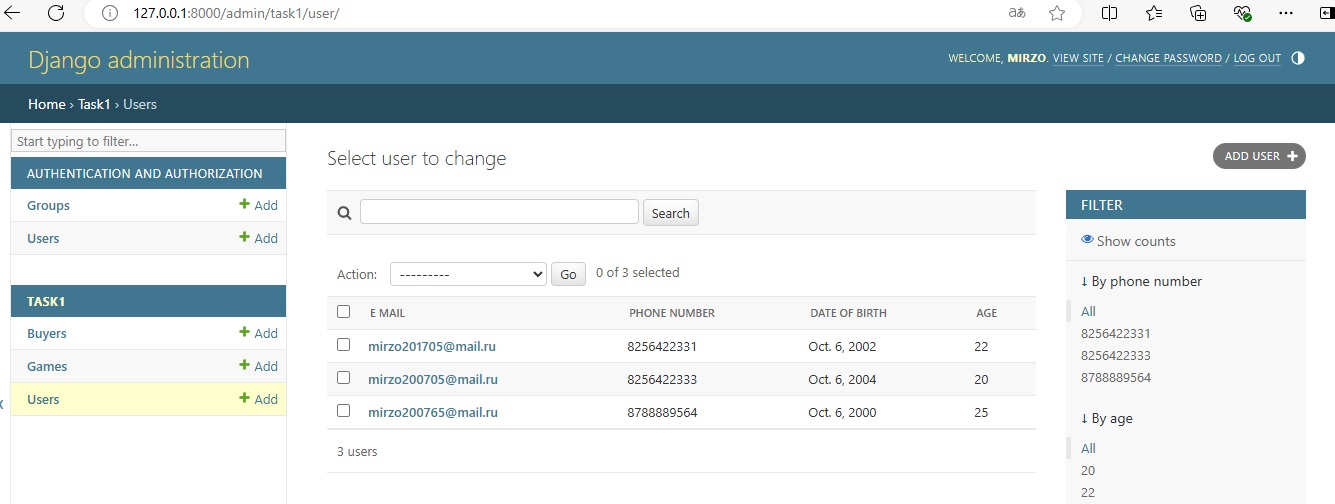 127.0.0.1:8000/admin/task1/user/
Django administration
WELCOME, MIRZO. VIEW SITE / CHANGE PASSWORD / LOG OUT
Home › Task1 › Users
Start typing to filter...
AUTHENTICATION AND AUTHORIZATION
Groups + Add
Users + Add
TASK1
Buyers + Add
Games + Add
Users + Add
Select user to change
ADD USER +
Search
Action: --------- Go 0 of 3 selected
E MAIL PHONE NUMBER DATE OF BIRTH AGE
mirzo201705@mail.ru 8256422331 Oct. 6, 2002 22
mirzo200705@mail.ru 8256422333 Oct. 6, 2004 20
mirzo200765@mail.ru 8788889564 Oct. 6, 2000 25
3 users
FILTER
Show counts
↓ By phone number
All
8256422331
8256422333
8788889564
↓ By age
All
20
22